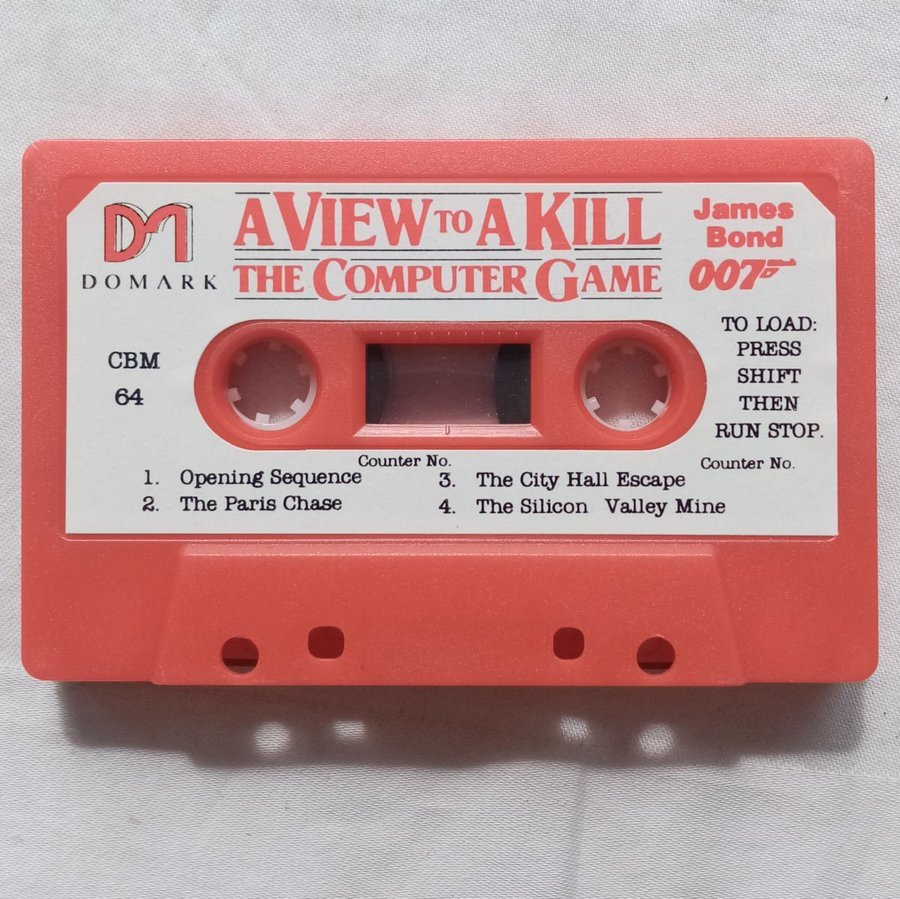 DM
DOMARK
A VIEW TO A KILL
THE COMPUTER GAME
James
Bond
007
CBM
64
TO LOAD:
PRESS
SHIFT
THEN
RUN STOP.
Counter No.
1. Opening Sequence
2. The Paris Chase
3. The City Hall Escape
4. The Silicon Valley Mine
Counter No.